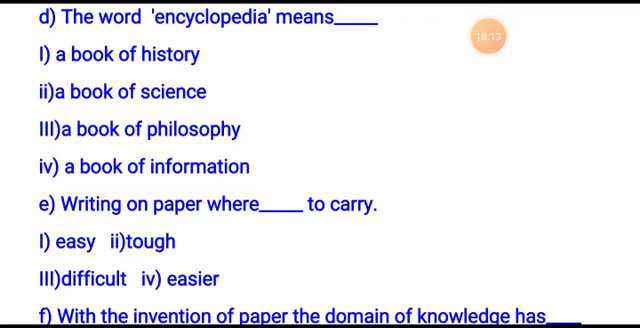 d) The word 'encyclopedia' means_____
18:13
I) a book of history
ii)a book of science
III)a book of philosophy
iv) a book of information
e) Writing on paper where_____ to carry.
I) easy ii)tough
III)difficult iv) easier
f) With the invention of paper the domain of knowledge has____